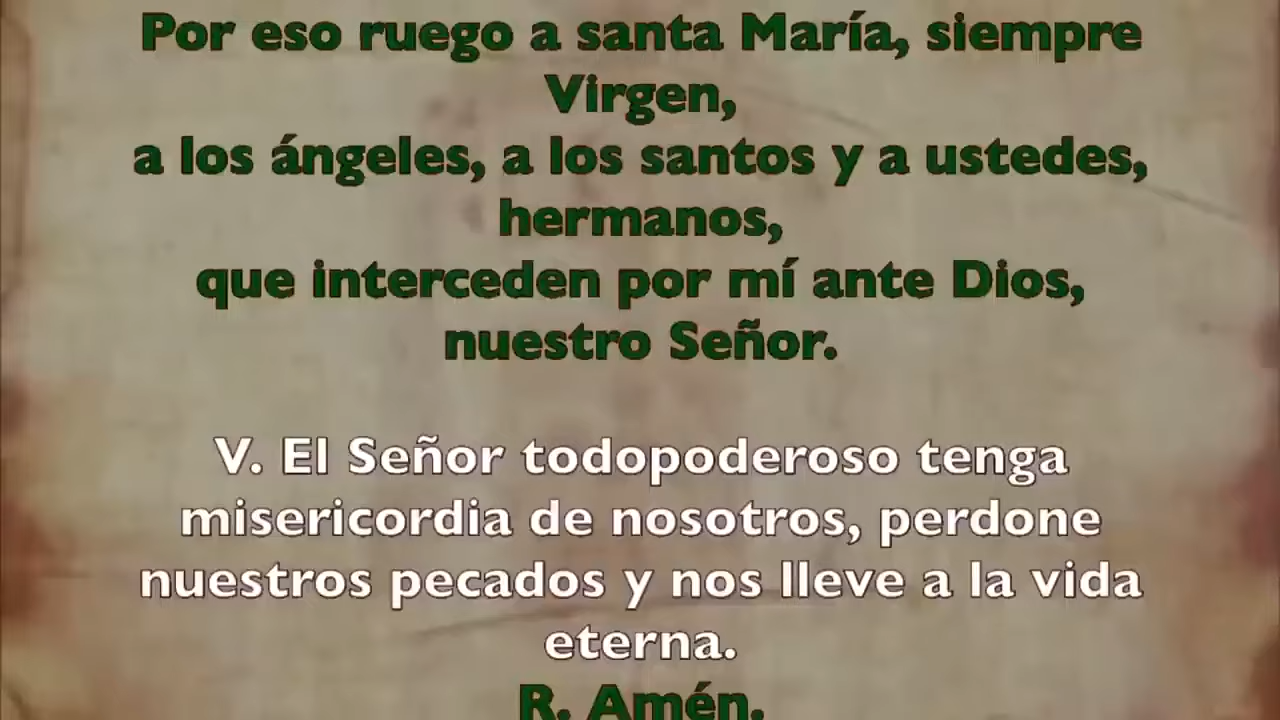 Por eso ruego a santa María, siempre
Virgen,
a los ángeles, a los santos y a ustedes,
hermanos,
que interceden por mí ante Dios,
nuestro Señor.
V. El Señor todopoderoso tenga
misericordia de nosotros, perdone
nuestros pecados y nos lleve a la vida
eterna.
R. Amén.